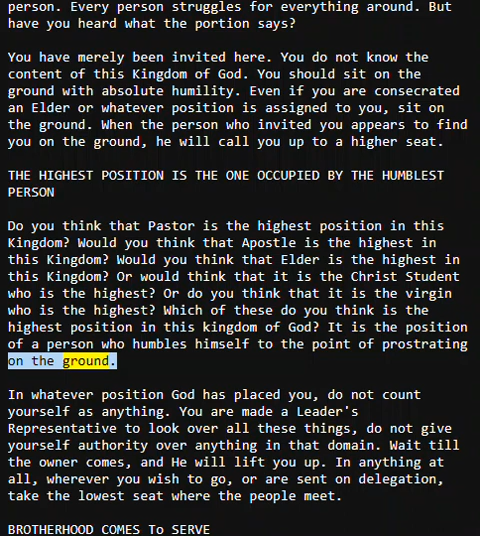 person. Every person struggles for everything around. But
have you heard what the portion says?
You have merely been invited here. You do not know the
content of this Kingdom of God. You should sit on the
ground with absolute humility. Even if you are consecrated
an Elder or whatever position is assigned to you, sit on
the ground. When the person who invited you appears to find
you on the ground, he will call you up to a higher seat.
THE HIGHEST POSITION IS THE ONE OCCUPIED BY THE HUMBLEST
PERSON
Do you think that Pastor is the highest position in this
Kingdom? Would you think that Apostle is the highest in
this Kingdom? Would you think that Elder is the highest in
this Kingdom? Or would think that it is the Christ Student
who is the highest? Or do you think that it is the virgin
who is the highest? Which of these do you think is the
highest position in this kingdom of God? It is the position
of a person who humbles himself to the point of prostrating
on the ground.
In whatever position God has placed you, do not count
yourself as anything. You are made a Leader's
Representative to look over all these things, do not give
yourself authority over anything in that domain. Wait till
the owner comes, and He will lift you up. In anything at
all, wherever you wish to go, or are sent on delegation,
take the lowest seat where the people meet.
BROTHERHOOD COMES To SERVE